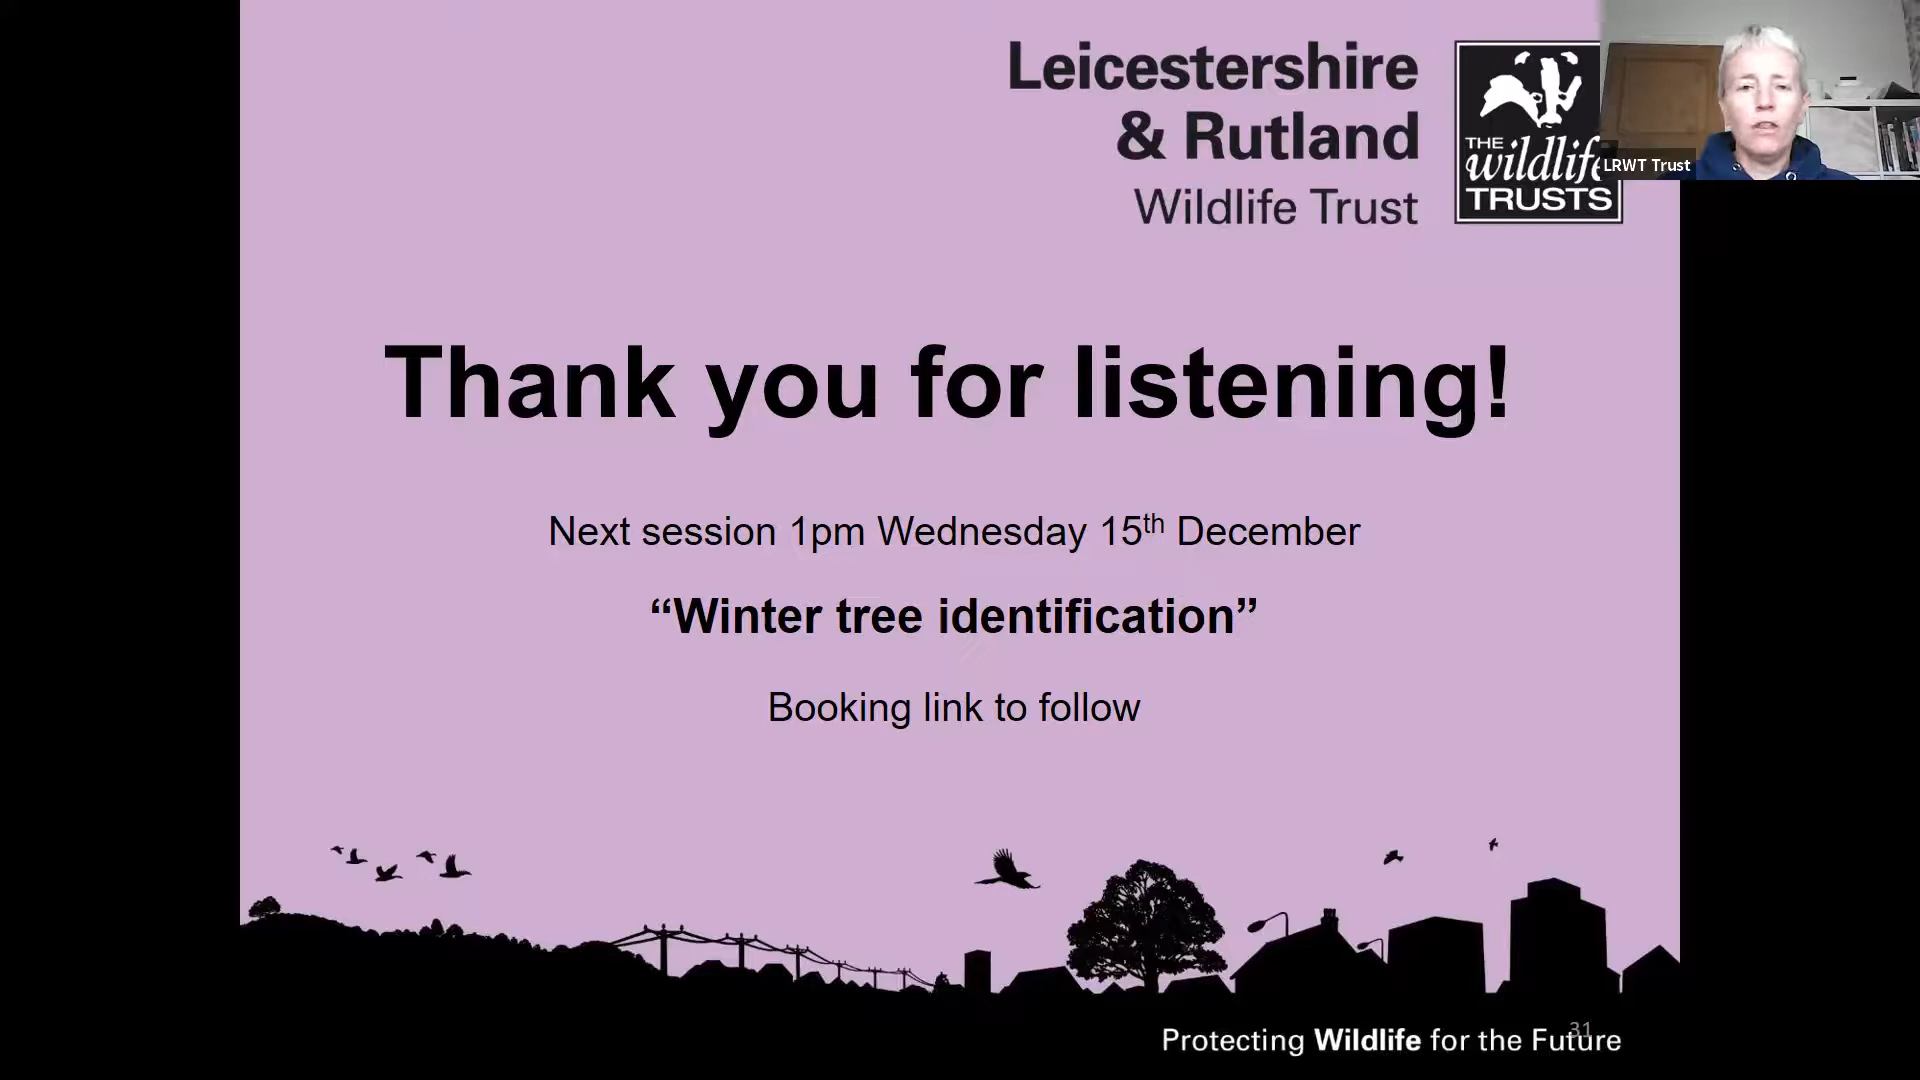 Leicestershire
& Rutland
Wildlife Trust
THE
wildlife
TRUSTS
LRWT Trust
Thank you for listening!
Next session 1pm Wednesday 15th December
“Winter tree identification”
Booking link to follow
31
Protecting Wildlife for the Future